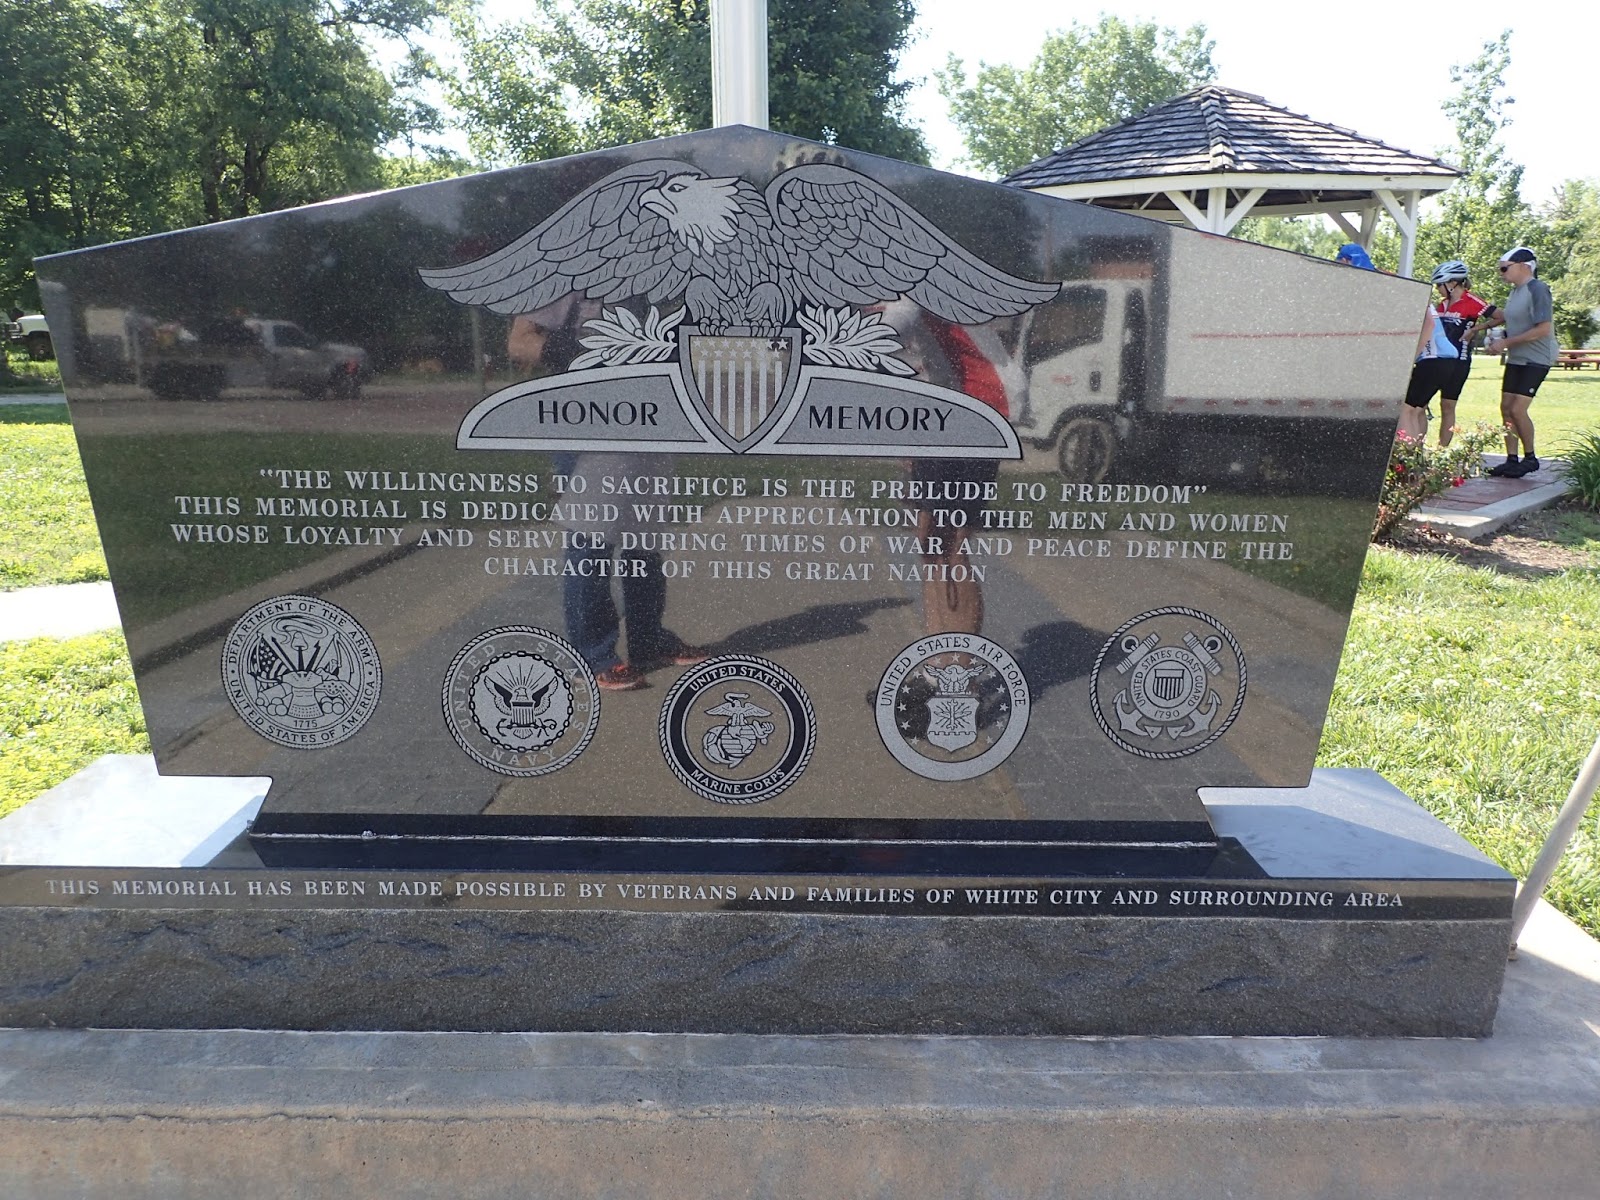 HONOR MEMORY
"THE WILLINGNESS TO SACRIFICE IS THE PRELUDE TO FREEDOM"
THIS MEMORIAL IS DEDICATED WITH APPRECIATION TO THE MEN AND WOMEN
WHOSE LOYALTY AND SERVICE DURING TIMES OF WAR AND PEACE DEFINE THE
CHARACTER OF THIS GREAT NATION
DEPARTMENT OF THE ARMY
UNITED STATES OF AMERICA
1775
UNITED STATES NAVY
UNITED STATES
MARINE CORPS
UNITED STATES AIR FORCE
UNITED STATES COAST GUARD
1790
THIS MEMORIAL HAS BEEN MADE POSSIBLE BY VETERANS AND FAMILIES OF WHITE CITY AND SURROUNDING AREA